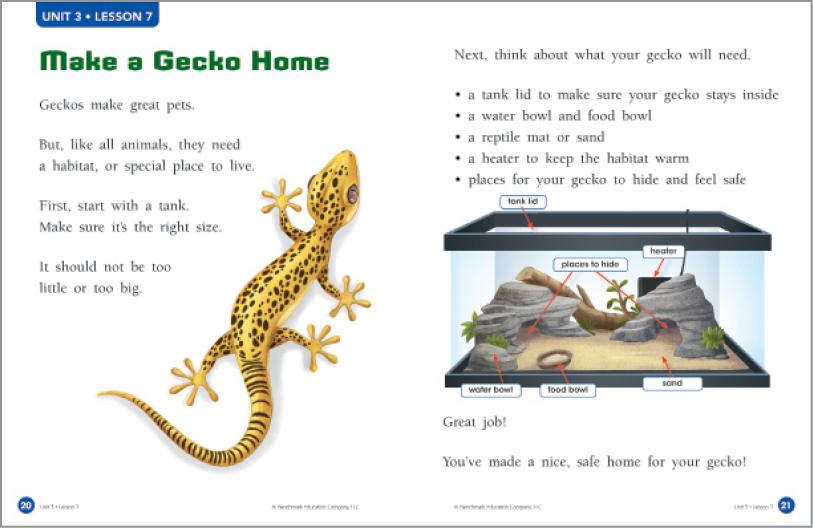 UNIT 3 • LESSON 7
Make a Gecko Home
Geckos make great pets.
But, like all animals, they need
a habitat, or special place to live.
First, start with a tank.
Make sure it's the right size.
It should not be too
little or too big.
20 Unit 3 • Lesson 7
© Benchmark Education Company, LLC
Next, think about what your gecko will need.
• a tank lid to make sure your gecko stays inside
• a water bowl and food bowl
• a reptile mat or sand
• a heater to keep the habitat warm
• places for your gecko to hide and feel safe
tank lid
heater
places to hide
water bowl
food bowl
sand
Great job!
You've made a nice, safe home for your gecko!
© Benchmark Education Company, LLC
Unit 3 • Lesson 7 21